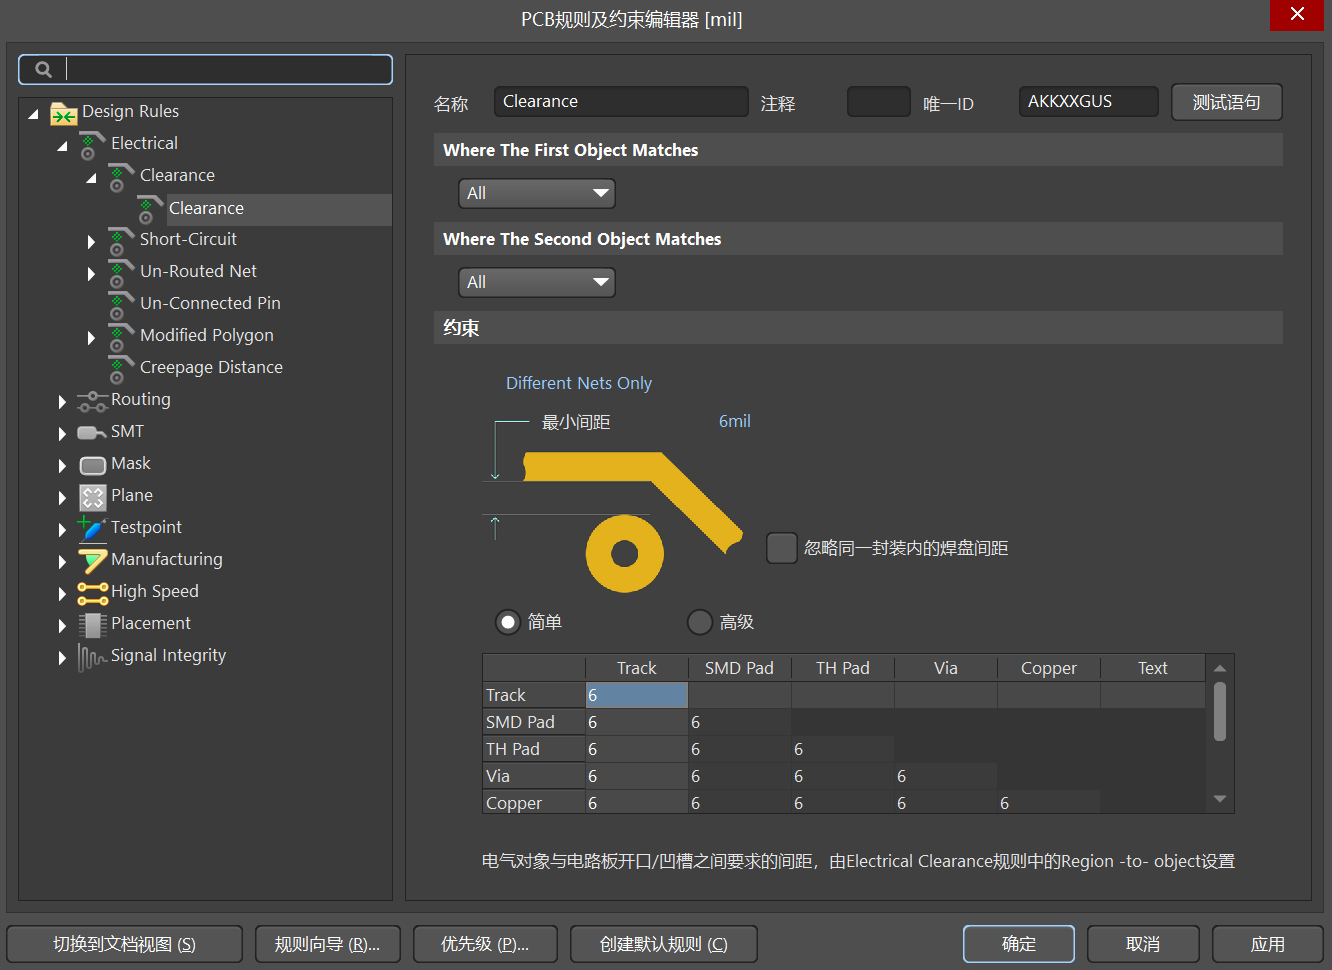 PCB规则及约束编辑器 [mil]
Design Rules
Electrical
Clearance
Clearance
Short-Circuit
Un-Routed Net
Un-Connected Pin
Modified Polygon
Creepage Distance
Routing
SMT
Mask
Plane
Testpoint
Manufacturing
High Speed
Placement
Signal Integrity
名称 Clearance 注释 唯一ID AKKXXGUS 测试语句
Where The First Object Matches
All
Where The Second Object Matches
All
约束
Different Nets Only
最小间距 6mil
忽略同一封装内的焊盘间距
简单 高级
Track SMD Pad TH Pad Via Copper Text
Track 6
SMD Pad 6 6
TH Pad 6 6 6
Via 6 6 6 6
Copper 6 6 6 6 6
电气对象与电路板开口/凹槽之间要求的间距，由Electrical Clearance规则中的Region -to- object设置
切换到文档视图 (S) 规则向导 (R)... 优先级 (P)... 创建默认规则 (C) 确定 取消 应用